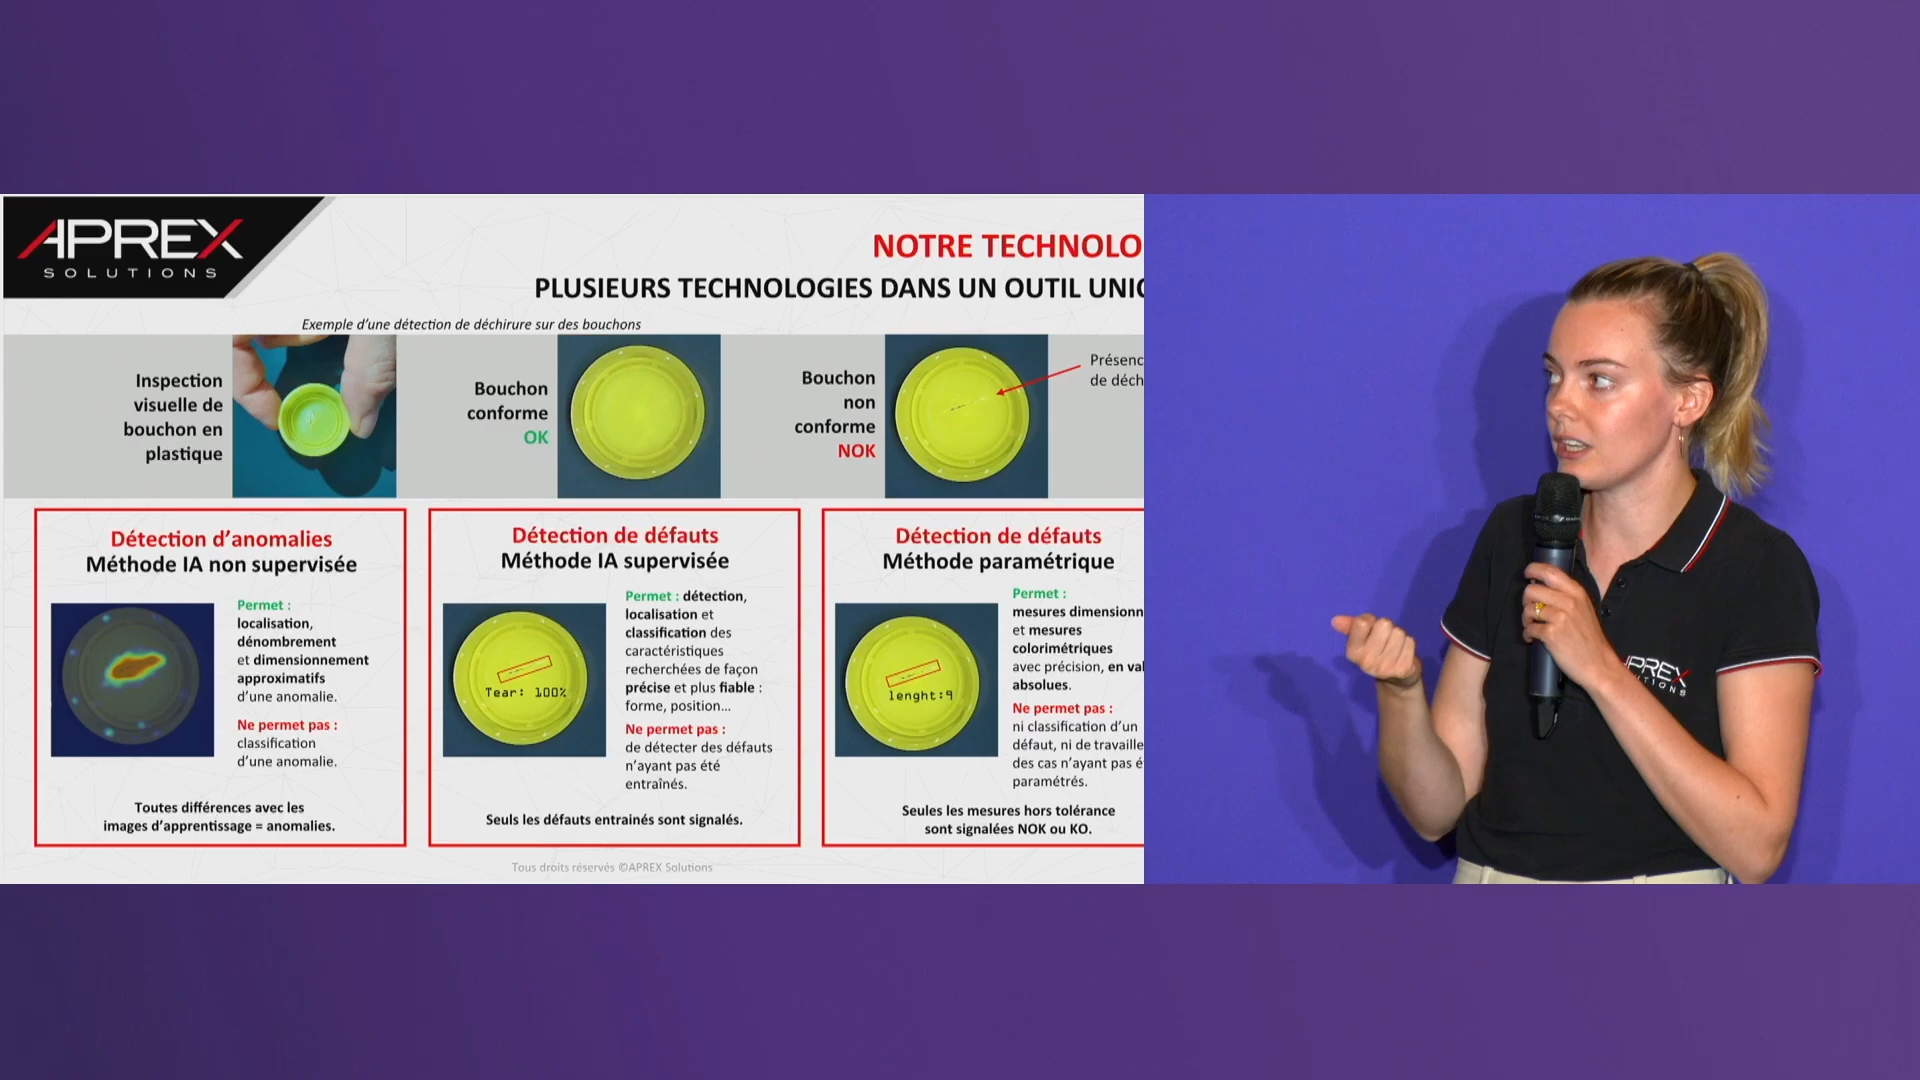 APREX
SOLUTIONS
NOTRE TECHNOLO
PLUSIEURS TECHNOLOGIES DANS UN OUTIL UNIQ
Exemple d'une détection de déchirure sur des bouchons
Inspection
visuelle de
bouchon en
plastique
Bouchon
conforme
OK
Bouchon
non
conforme
NOK
Présenc
de déch
Détection d'anomalies
Méthode IA non supervisée
Permet :
localisation,
dénombrement
et dimensionnement
approximatifs
d'une anomalie.
Ne permet pas :
classification
d'une anomalie.
Toutes différences avec les
images d'apprentissage = anomalies.
Détection de défauts
Méthode IA supervisée
Tear: 100%
Permet : détection,
localisation et
classification des
caractéristiques
recherchées de façon
précise et plus fiable :
forme, position...
Ne permet pas :
de détecter des défauts
n'ayant pas été
entraînés.
Seuls les défauts entrainés sont signalés.
Détection de défauts
Méthode paramétrique
lenght:9
Permet :
mesures dimensionn
et mesures
colorimétriques
avec précision, en val
absolues.
Ne permet pas :
ni classification d'un
défaut, ni de travaille
des cas n'ayant pas é
paramétrés.
Seules les mesures hors tolérance
sont signalées NOK ou KO.
Tous droits réservés ©APREX Solutions
APREX
UTIONS